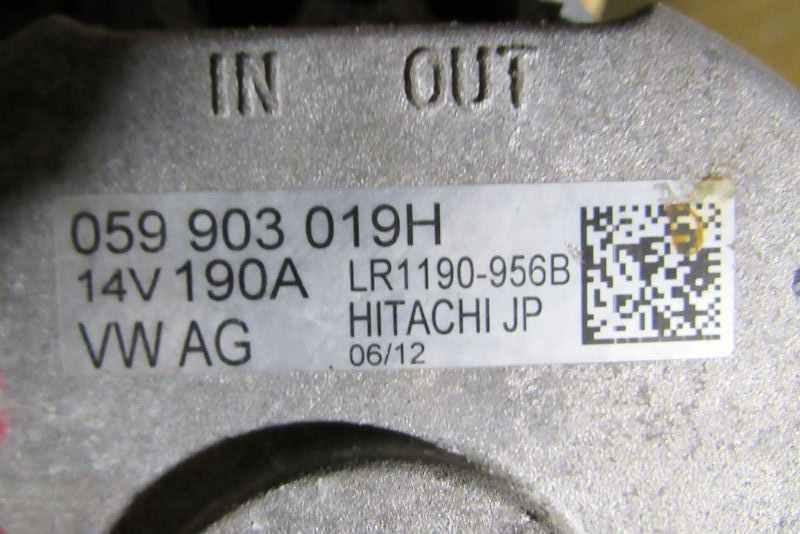 IN OUT
059 903 019H
14V 190A LR1190-956B
VW AG HITACHI JP
06/12